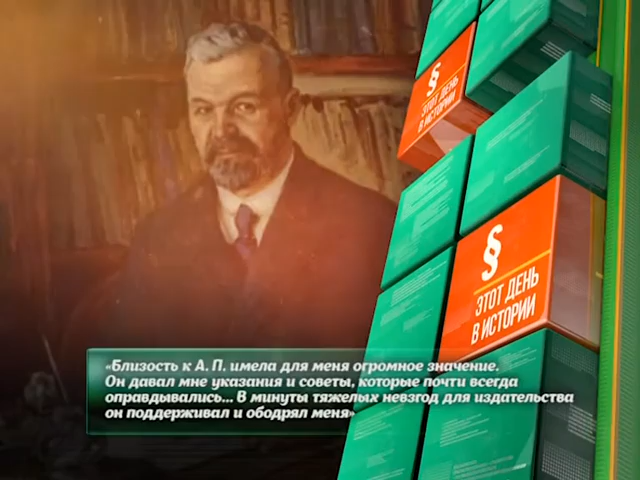 §
ЭТОТ ДЕНЬ
В ИСТОРИИ
§
ЭТОТ ДЕНЬ
В ИСТОРИИ
«Близость к А. П. имела для меня огромное значение.
Он давал мне указания и советы, которые почти всегда
оправдывались... В минуты тяжелых невзгод для издательства
он поддерживал и ободрял меня»